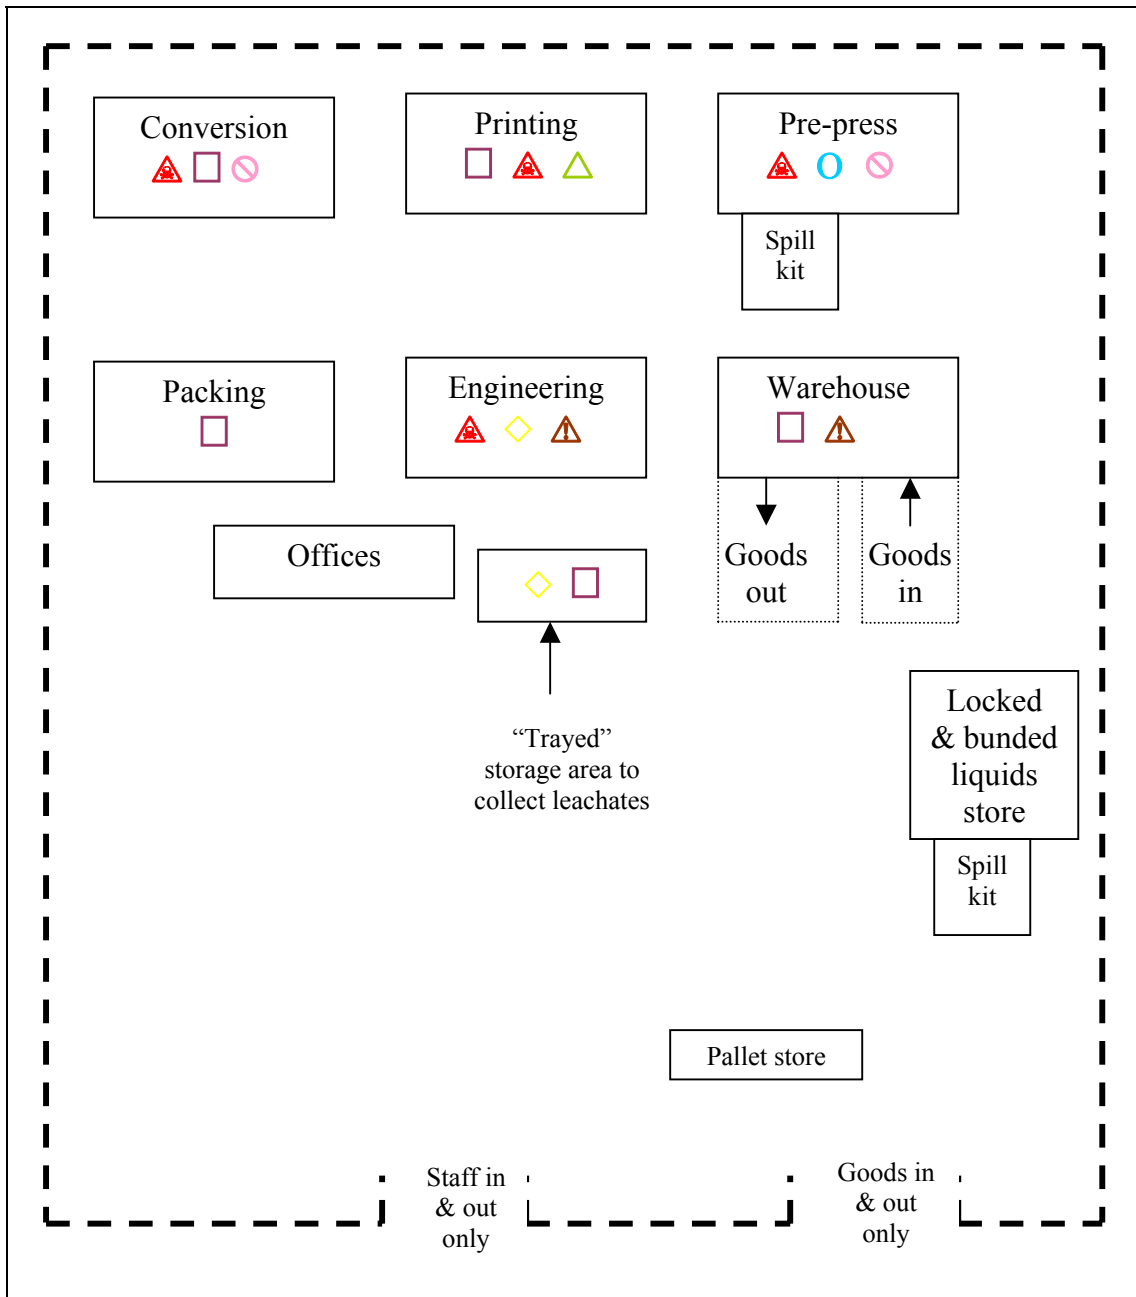 Conversion
Printing
Pre-press
Spill
kit
Packing
Engineering
Warehouse
Offices
Goods
out
Goods
in
“Trayed”
storage area to
collect leachates
Locked
& bunded
liquids
store
Spill
kit
Pallet store
Staff in
& out
only
Goods in
& out
only